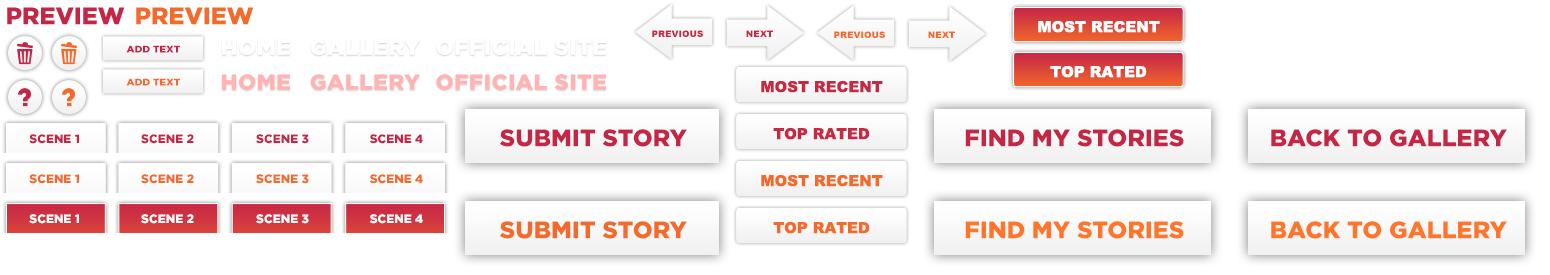 PREVIEW PREVIEW
ADD TEXT
ADD TEXT
HOME GALLERY OFFICIAL SITE
HOME GALLERY OFFICIAL SITE
? ?
PREVIOUS NEXT PREVIOUS NEXT
MOST RECENT
TOP RATED
SCENE 1 SCENE 2 SCENE 3 SCENE 4
SCENE 1 SCENE 2 SCENE 3 SCENE 4
SCENE 1 SCENE 2 SCENE 3 SCENE 4
SUBMIT STORY
SUBMIT STORY
MOST RECENT
TOP RATED
MOST RECENT
TOP RATED
FIND MY STORIES
FIND MY STORIES
BACK TO GALLERY
BACK TO GALLERY